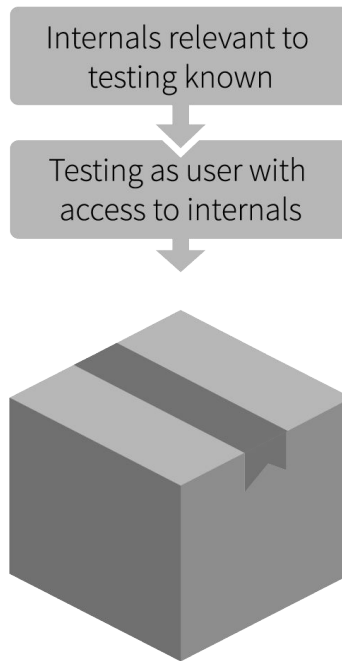 Internals relevant to
testing known
Testing as user with
access to internals